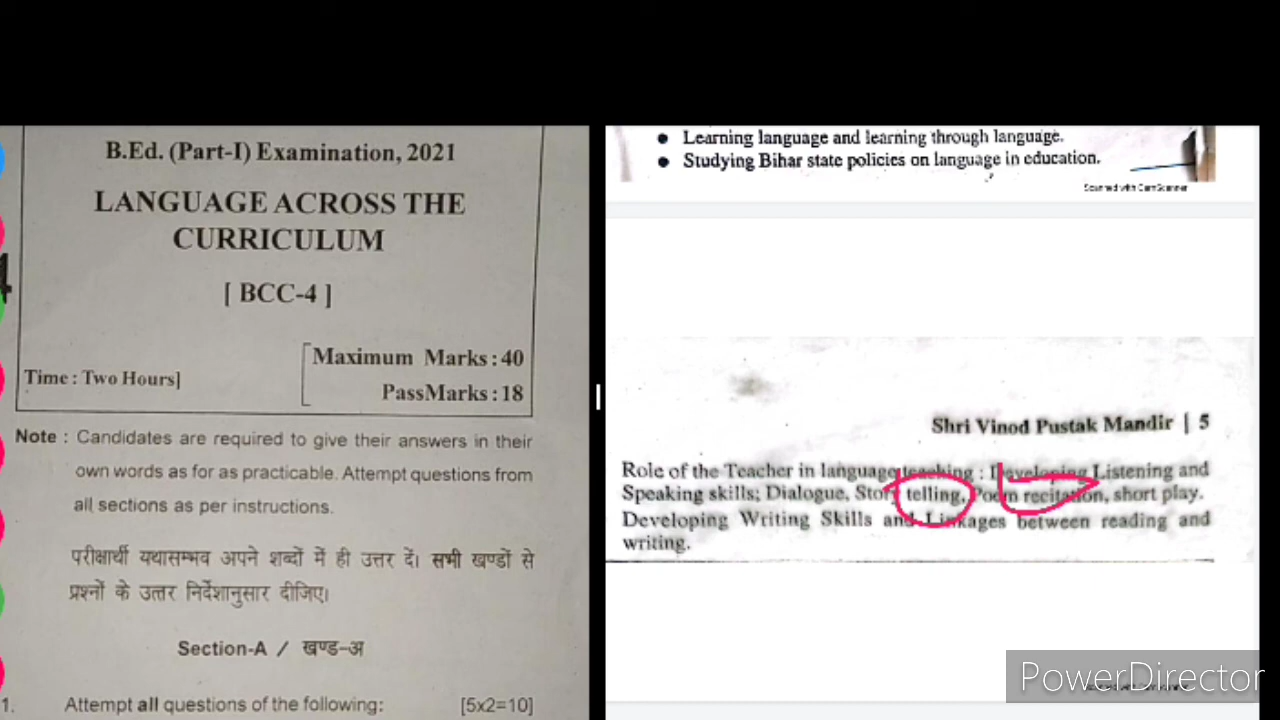 B.Ed. (Part-I) Examination, 2021
LANGUAGE ACROSS THE
CURRICULUM
[ BCC-4 ]
Maximum Marks : 40
Time : Two Hours]
PassMarks : 18
Note : Candidates are required to give their answers in their
own words as for as practicable. Attempt questions from
all sections as per instructions.
परीक्षार्थी यथासम्भव अपने शब्दों में ही उत्तर दें। सभी खण्डों से
प्रश्नों के उत्तर निर्देशानुसार दीजिए।
Section-A / खण्ड-अ
1. Attempt all questions of the following: [5x2=10]
• Learning language and learning through language.
• Studying Bihar state policies on language in education.
Scanned with CamScanner
Shri Vinod Pustak Mandir | 5
Role of the Teacher in language teaching : Developing Listening and
Speaking skills; Dialogue, Story telling, Poem recitation, short play.
Developing Writing Skills and Linkages between reading and
writing.
PowerDirector